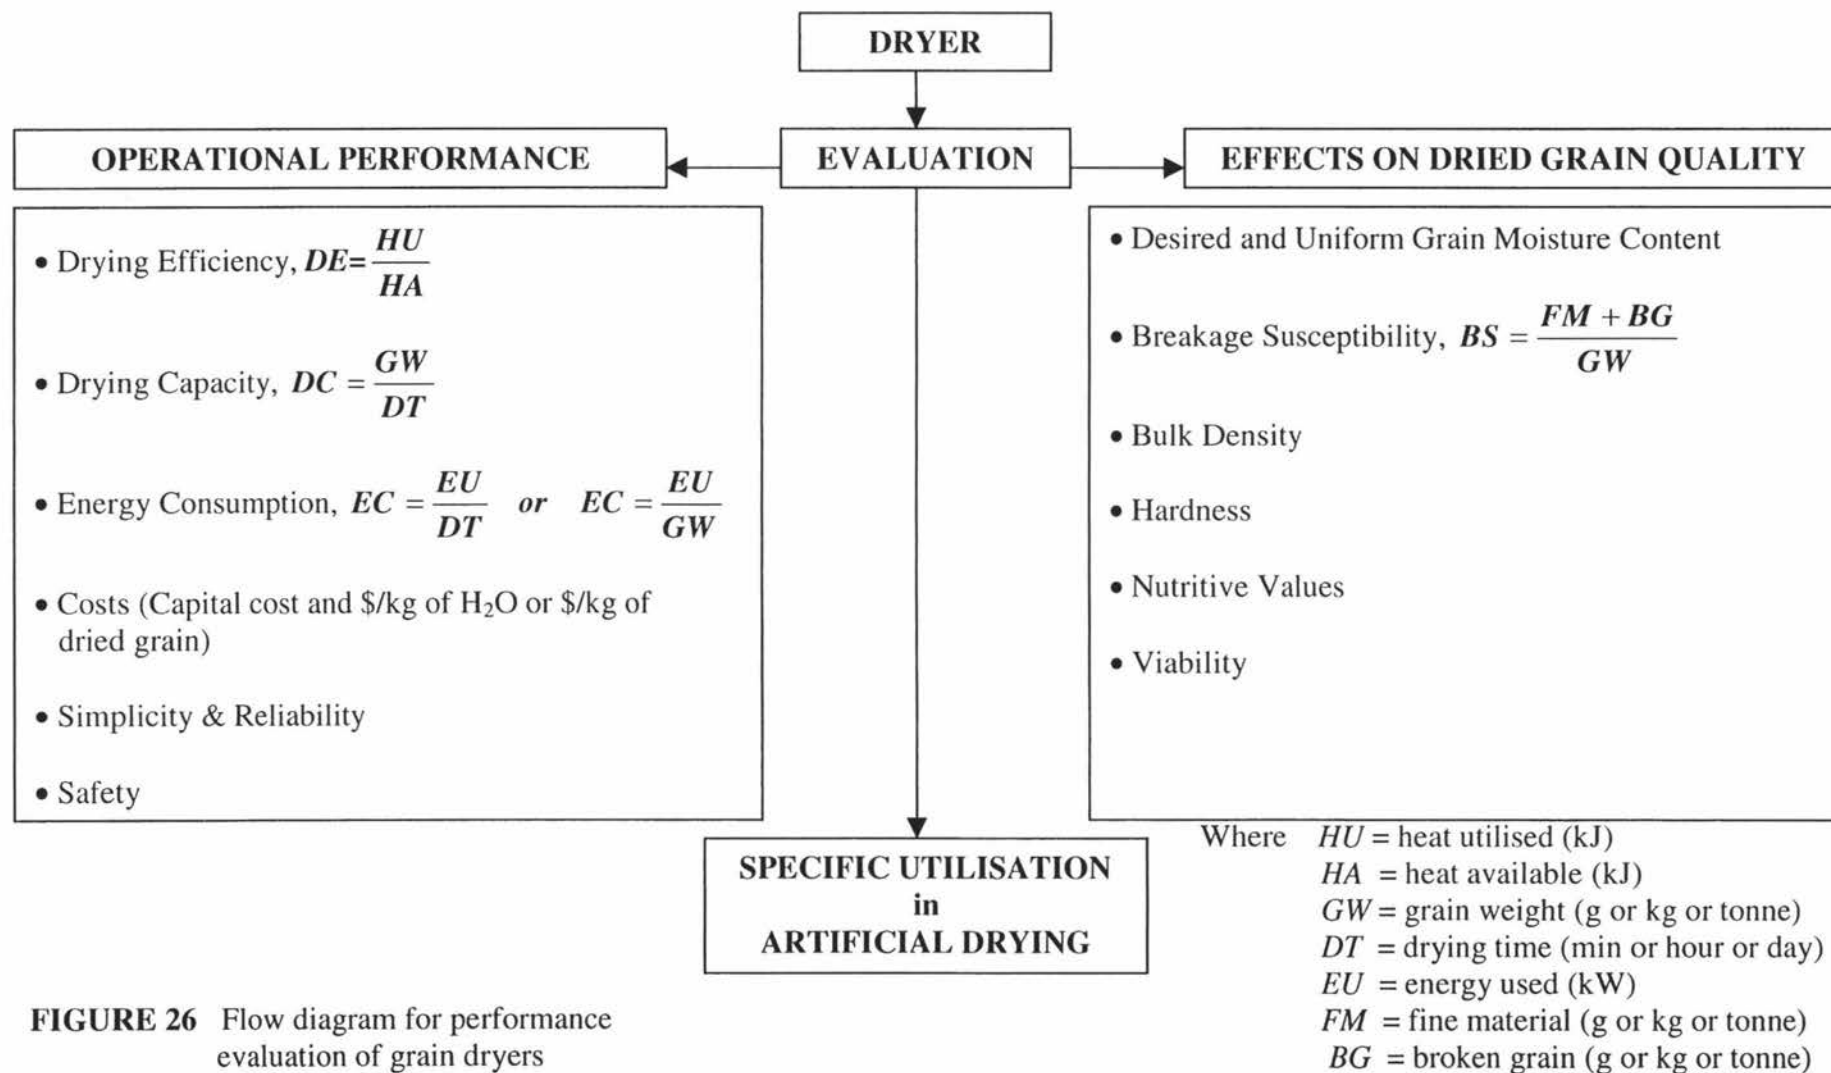 DRYER
EVALUATION
OPERATIONAL PERFORMANCE
• Drying Efficiency, DE= HU / HA
• Drying Capacity, DC = GW / DT
• Energy Consumption, EC = EU / DT or EC = EU / GW
• Costs (Capital cost and $/kg of H₂O or $/kg of
dried grain)
• Simplicity & Reliability
• Safety
EFFECTS ON DRIED GRAIN QUALITY
• Desired and Uniform Grain Moisture Content
• Breakage Susceptibility, BS = FM + BG / GW
• Bulk Density
• Hardness
• Nutritive Values
• Viability
SPECIFIC UTILISATION
in
ARTIFICIAL DRYING
Where HU = heat utilised (kJ)
HA = heat available (kJ)
GW = grain weight (g or kg or tonne)
DT = drying time (min or hour or day)
EU = energy used (kW)
FM = fine material (g or kg or tonne)
BG = broken grain (g or kg or tonne)
FIGURE 26 Flow diagram for performance
evaluation of grain dryers